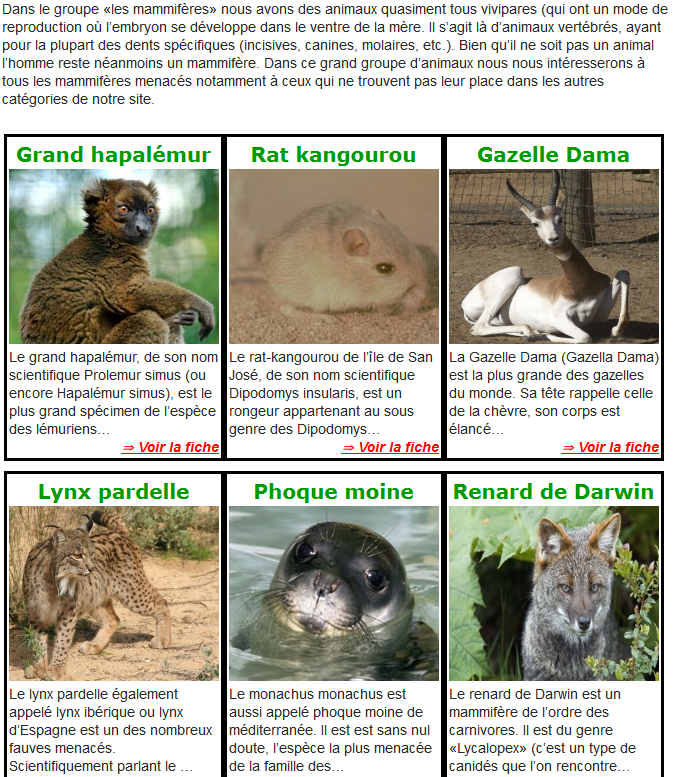 Dans le groupe «les mammifères» nous avons des animaux quasiment tous vivipares (qui ont un mode de
reproduction où l’embryon se développe dans le ventre de la mère. Il s’agit là d’animaux vertébrés, ayant
pour la plupart des dents spécifiques (incisives, canines, molaires, etc.). Bien qu’il ne soit pas un animal
l’homme reste néanmoins un mammifère. Dans ce grand groupe d’animaux nous nous intéresserons à
tous les mammifères menacés notamment à ceux qui ne trouvent pas leur place dans les autres
catégories de notre site.
Grand hapalémur
Le grand hapalémur, de son nom
scientifique Prolemur simus (ou
encore Hapalémur simus), est le
plus grand spécimen de l’espèce
des lémuriens…
⇒ Voir la fiche
Rat kangourou
Le rat-kangourou de l’île de San
José, de son nom scientifique
Dipodomys insularis, est un
rongeur appartenant au sous
genre des Dipodomys…
⇒ Voir la fiche
Gazelle Dama
La Gazelle Dama (Gazella Dama)
est la plus grande des gazelles
du monde. Sa tête rappelle celle
de la chèvre, son corps est
élancé…
⇒ Voir la fiche
Lynx pardelle
Le lynx pardelle également
appelé lynx ibérique ou lynx
d’Espagne est un des nombreux
fauves menacés.
Scientifiquement parlant le …
Phoque moine
Le monachus monachus est
aussi appelé phoque moine de
méditerranée. Il est est sans nul
doute, l’espèce la plus menacée
de la famille des…
Renard de Darwin
Le renard de Darwin est un
mammifère de l’ordre des
carnivores. Il est du genre
«Lycalopex» (c’est un type de
canidés que l’on rencontre…